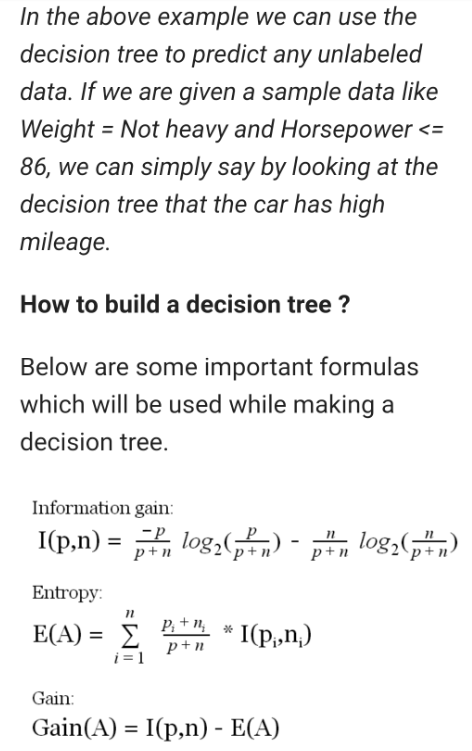 In the above example we can use the
decision tree to predict any unlabeled
data. If we are given a sample data like
Weight = Not heavy and Horsepower <=
86, we can simply say by looking at the
decision tree that the car has high
mileage.
How to build a decision tree ?
Below are some important formulas
which will be used while making a
decision tree.
Information gain:
I(p,n) = \frac{-p}{p+n} log₂(\frac{p}{p+n}) - \frac{n}{p+n} log₂(\frac{n}{p+n})
Entropy:
E(A) = \sum_{i=1}^{n} \frac{p_i + n_i}{p+n} * I(pᵢ,nᵢ)
Gain:
Gain(A) = I(p,n) - E(A)